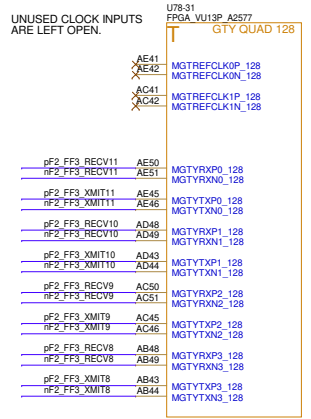 UNUSED CLOCK INPUTS
ARE LEFT OPEN.
U78-31
FPGA_VU13P_A2577
T GTY QUAD 128
AE41 MGTREFCLK0P_128
AE42 MGTREFCLK0N_128
AC41 MGTREFCLK1P_128
AC42 MGTREFCLK1N_128
pF2_FF3_RECV11 AE50 MGTYRXP0_128
nF2_FF3_RECV11 AE51 MGTYRXN0_128
pF2_FF3_XMIT11 AE45 MGTYTXP0_128
nF2_FF3_XMIT11 AE46 MGTYTXN0_128
pF2_FF3_RECV10 AD48 MGTYRXP1_128
nF2_FF3_RECV10 AD49 MGTYRXN1_128
pF2_FF3_XMIT10 AD43 MGTYTXP1_128
nF2_FF3_XMIT10 AD44 MGTYTXN1_128
pF2_FF3_RECV9 AC50 MGTYRXP2_128
nF2_FF3_RECV9 AC51 MGTYRXN2_128
pF2_FF3_XMIT9 AC45 MGTYTXP2_128
nF2_FF3_XMIT9 AC46 MGTYTXN2_128
pF2_FF3_RECV8 AB48 MGTYRXP3_128
nF2_FF3_RECV8 AB49 MGTYRXN3_128
pF2_FF3_XMIT8 AB43 MGTYTXP3_128
nF2_FF3_XMIT8 AB44 MGTYTXN3_128